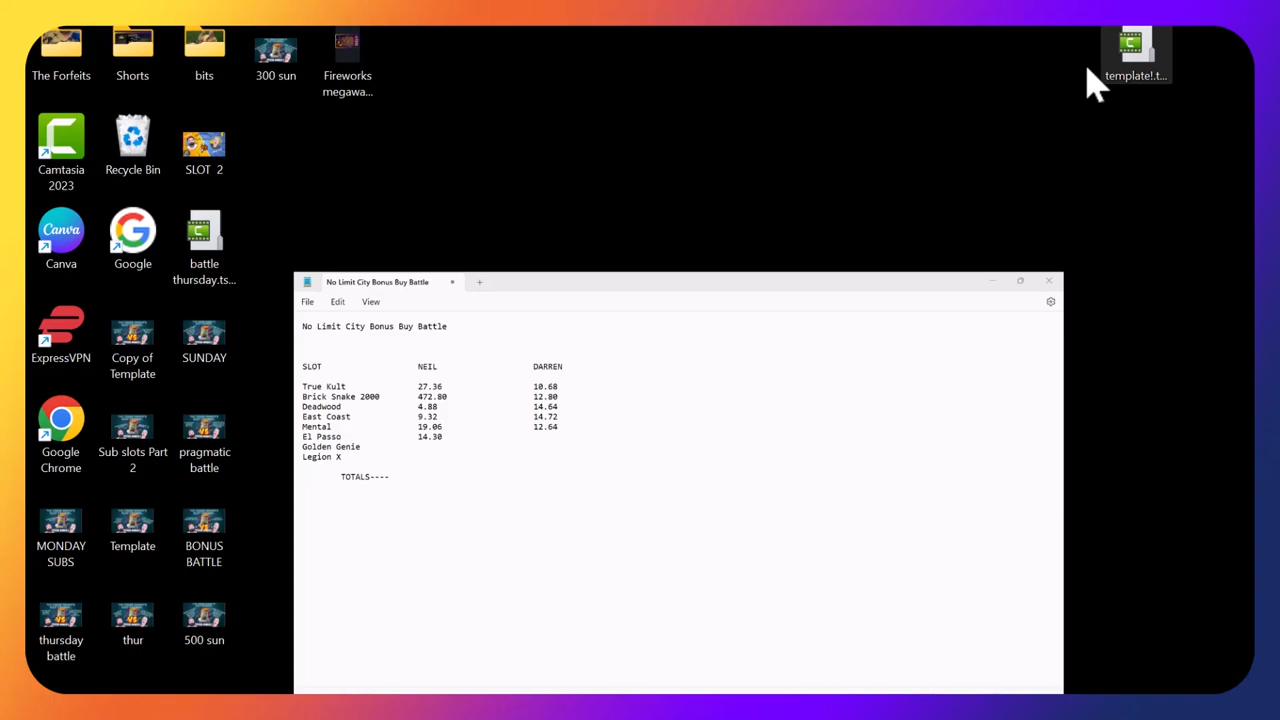 The Forfeits
Shorts
bits
300 sun
Fireworks
megawa...
template!.t...
Camtasia
2023
Recycle Bin
SLOT 2
Canva
Canva
Google
battle
thursday.ts...
ExpressVPN
Copy of
Template
SUNDAY
Google
Chrome
Sub slots Part
2
pragmatic
battle
MONDAY
SUBS
Template
BONUS
BATTLE
thursday
battle
thur
500 sun
No Limit City Bonus Buy Battle
File Edit View
No Limit City Bonus Buy Battle
SLOT NEIL DARREN
True Kult 27.36 10.68
Brick Snake 2000 472.80 12.80
Deadwood 4.88 14.64
East Coast 9.32 14.72
Mental 19.06 12.64
El Passo 14.30
Golden Genie
Legion X
TOTALS----